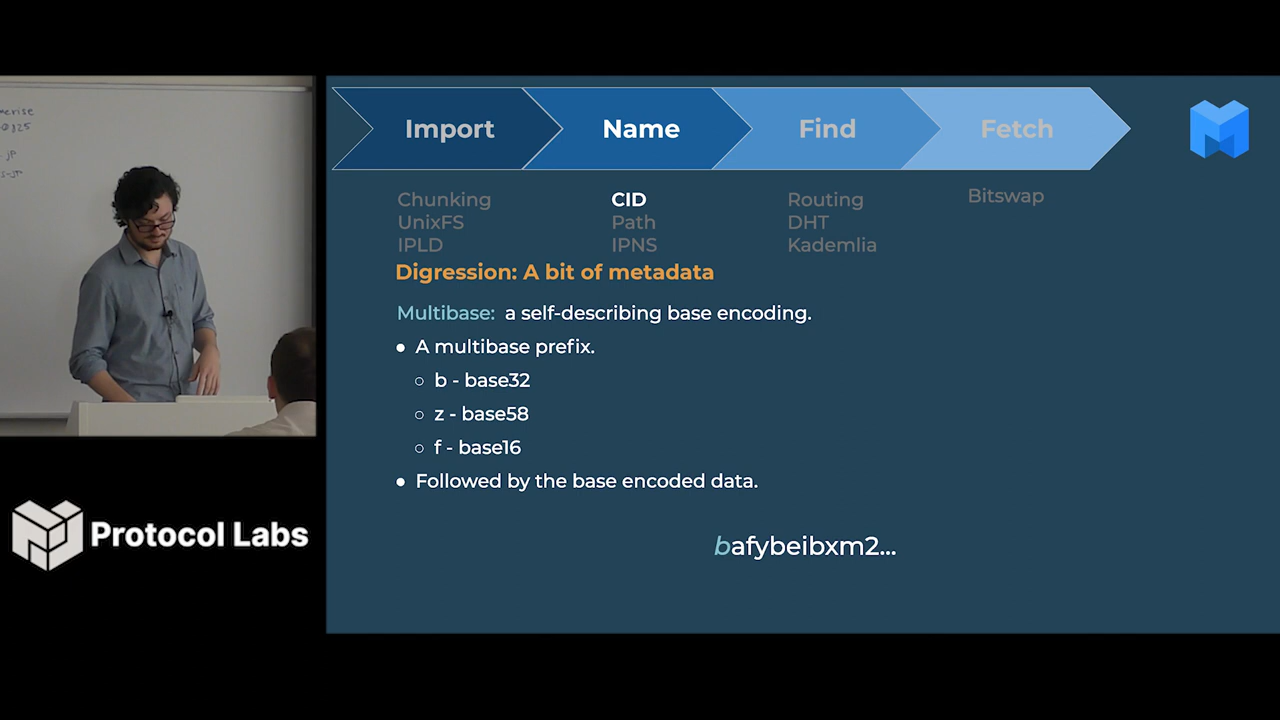 Import
Name
Find
Fetch
Chunking
UnixFS
IPLD
CID
Path
IPNS
Routing
DHT
Kademlia
Bitswap
Digression: A bit of metadata
Multibase: a self-describing base encoding.
● A multibase prefix.
○ b - base32
○ z - base58
○ f - base16
● Followed by the base encoded data.
bafybeibxm2...
Protocol Labs